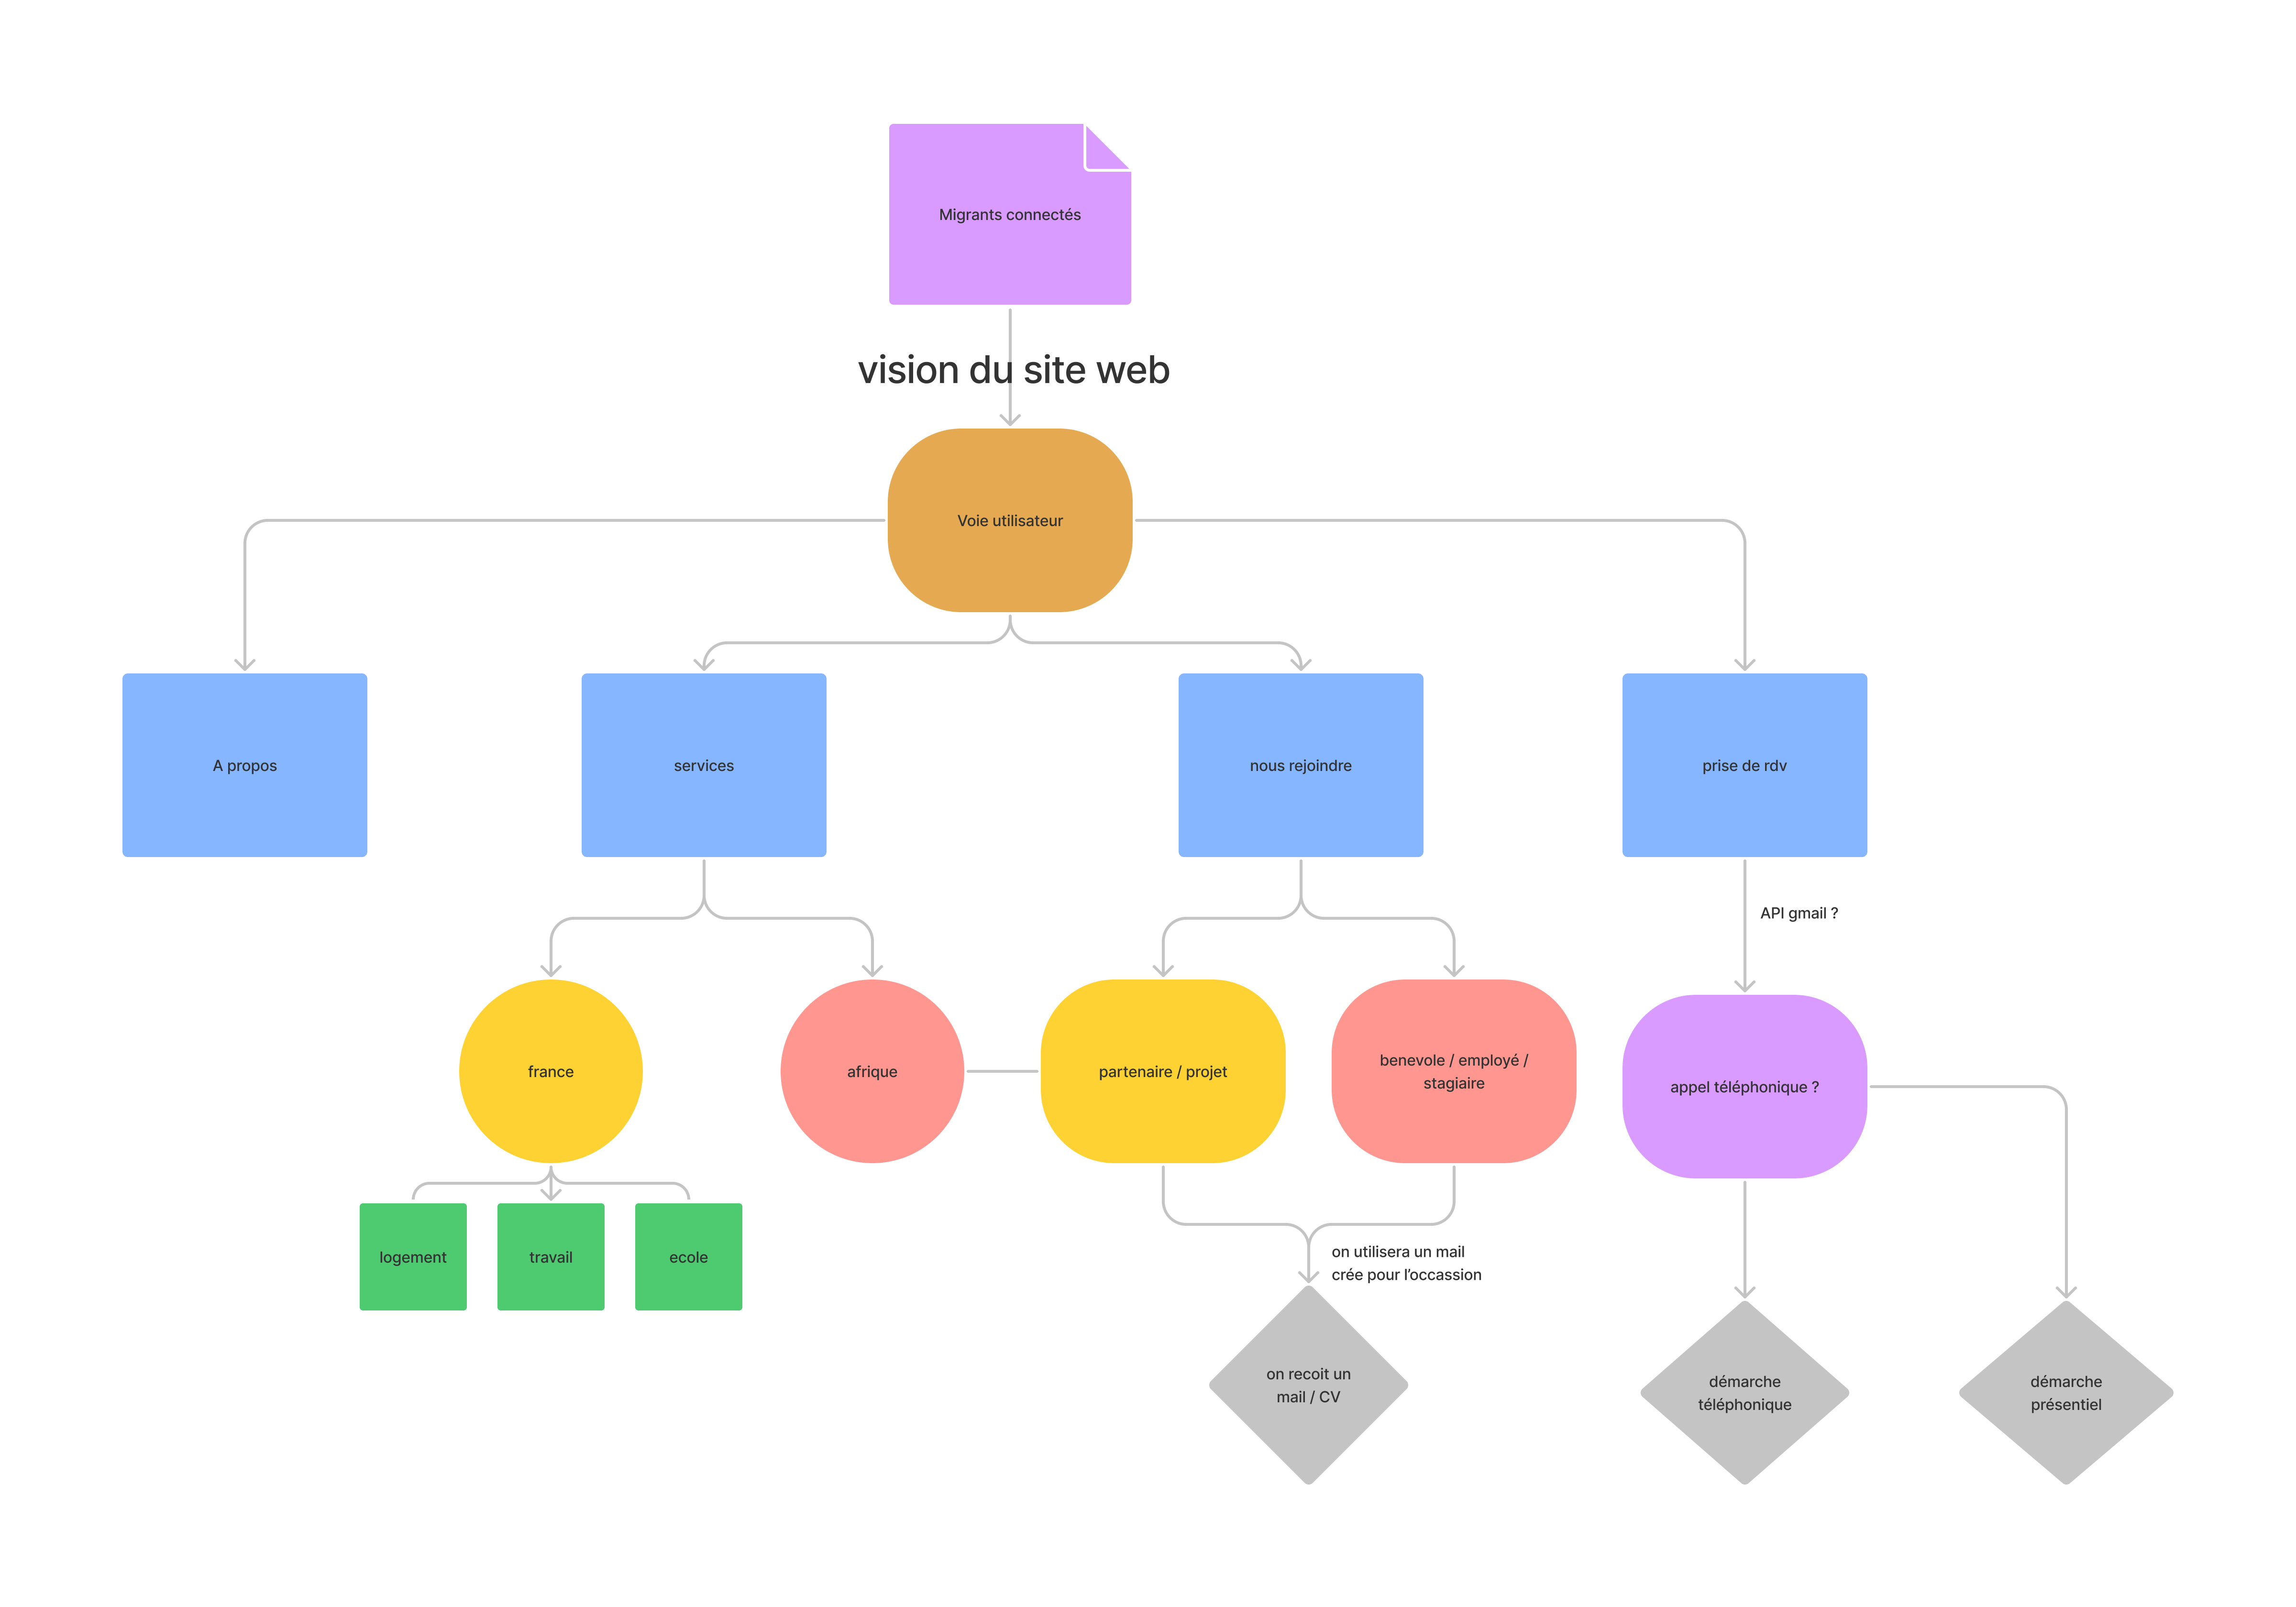 Migrants connectés
vision du site web
Voie utilisateur
A propos
services
nous rejoindre
prise de rdv
API gmail ?
france
afrique
partenaire / projet
benevole / employé /
stagiaire
appel téléphonique ?
logement
travail
ecole
on utilisera un mail
crée pour l’occassion
on recoit un
mail / CV
démarche
téléphonique
démarche
présentiel